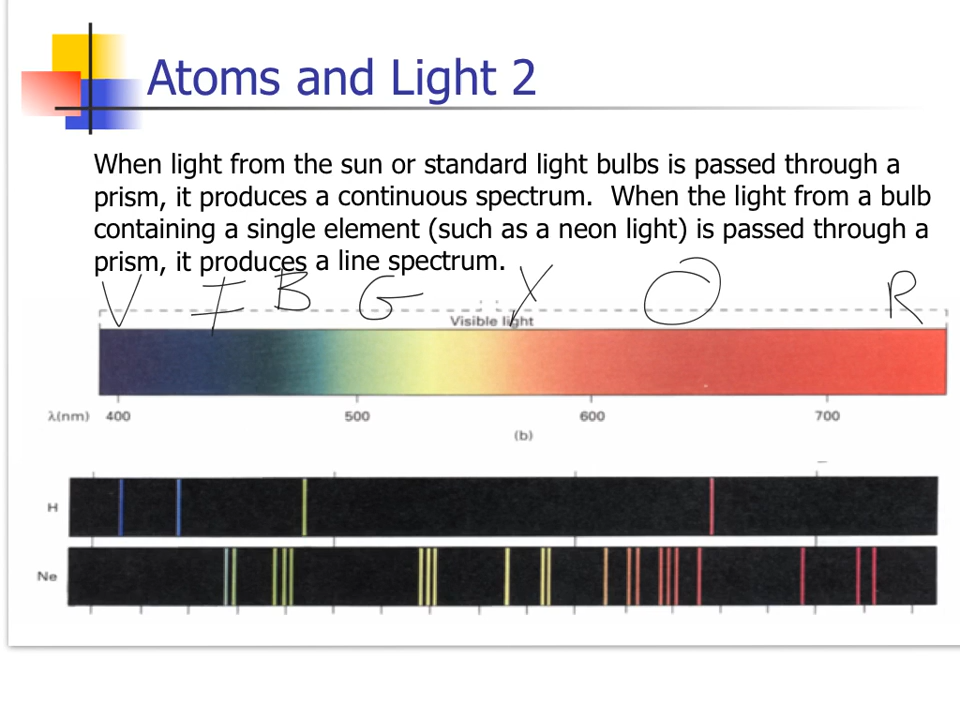 Atoms and Light 2
When light from the sun or standard light bulbs is passed through a
prism, it produces a continuous spectrum.  When the light from a bulb
containing a single element (such as a neon light) is passed through a
prism, it produces a line spectrum.
V I B G Y O R
Visible light
λ(nm) 400 500 600 700
(b)
H
Ne